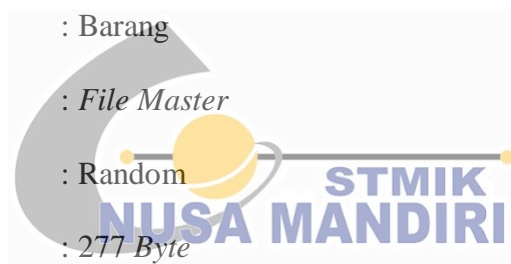 : Barang
: File Master
: Random
STMIK
NUSA MANDIRI
: 277 Byte